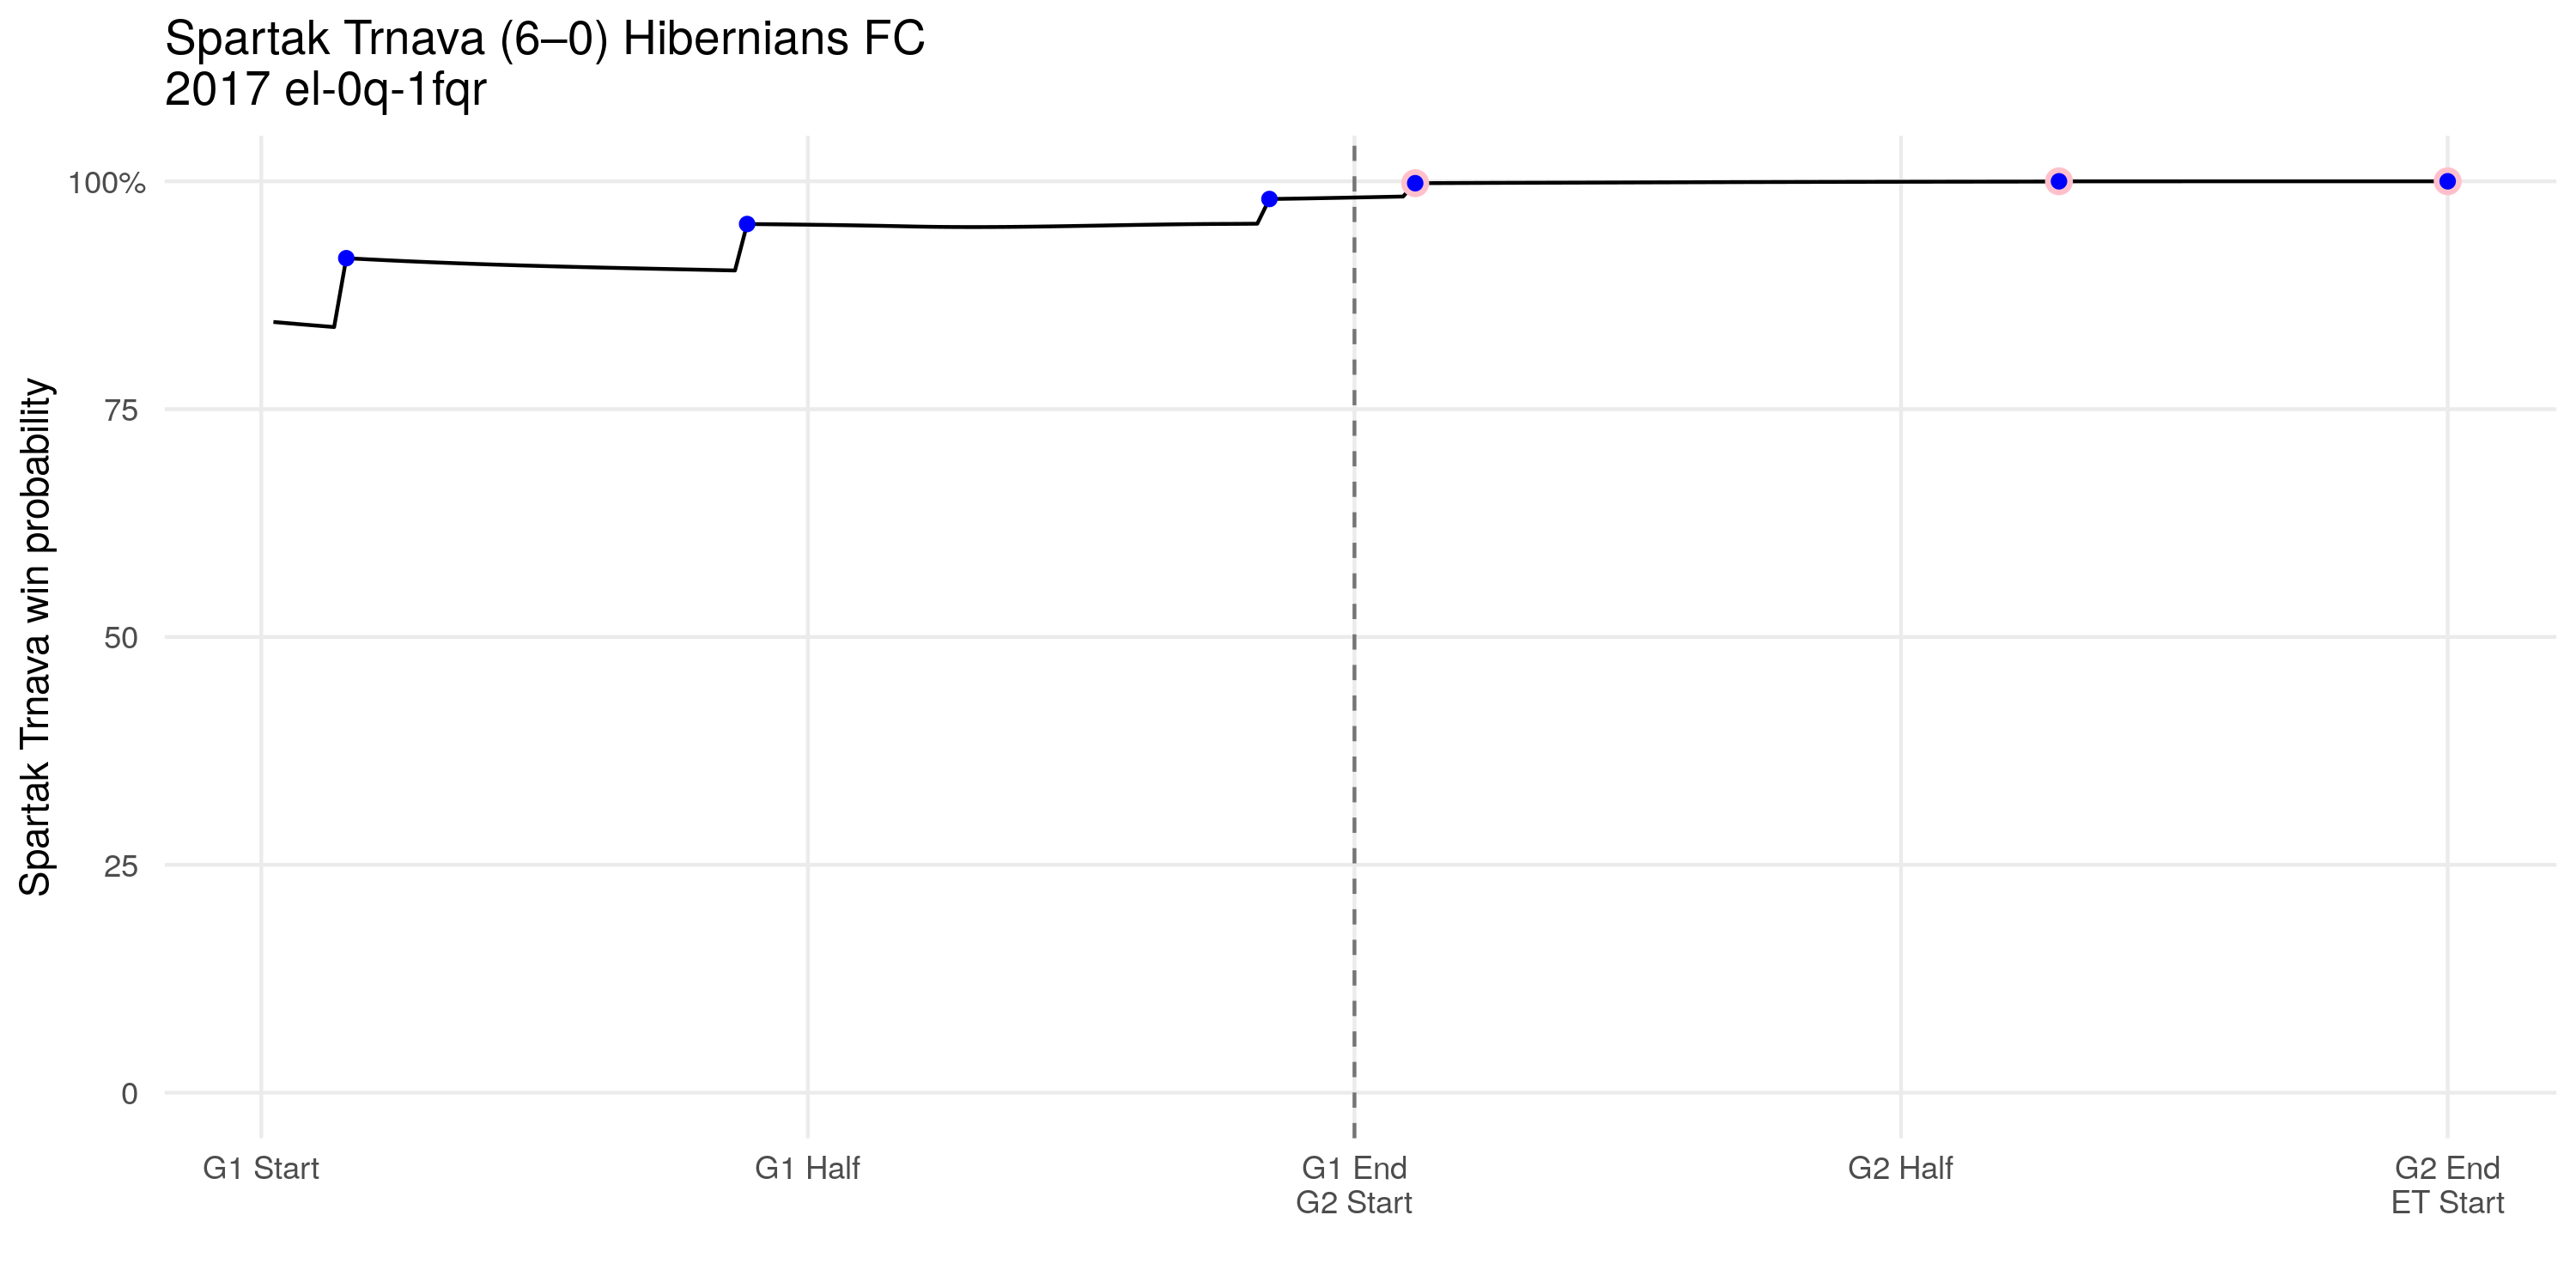 Spartak Trnava (6–0) Hibernians FC
2017 el-0q-1fqr
Spartak Trnava win probability
100%
75
50
25
0
G1 Start
G1 Half
G1 End
G2 Start
G2 Half
G2 End
ET Start